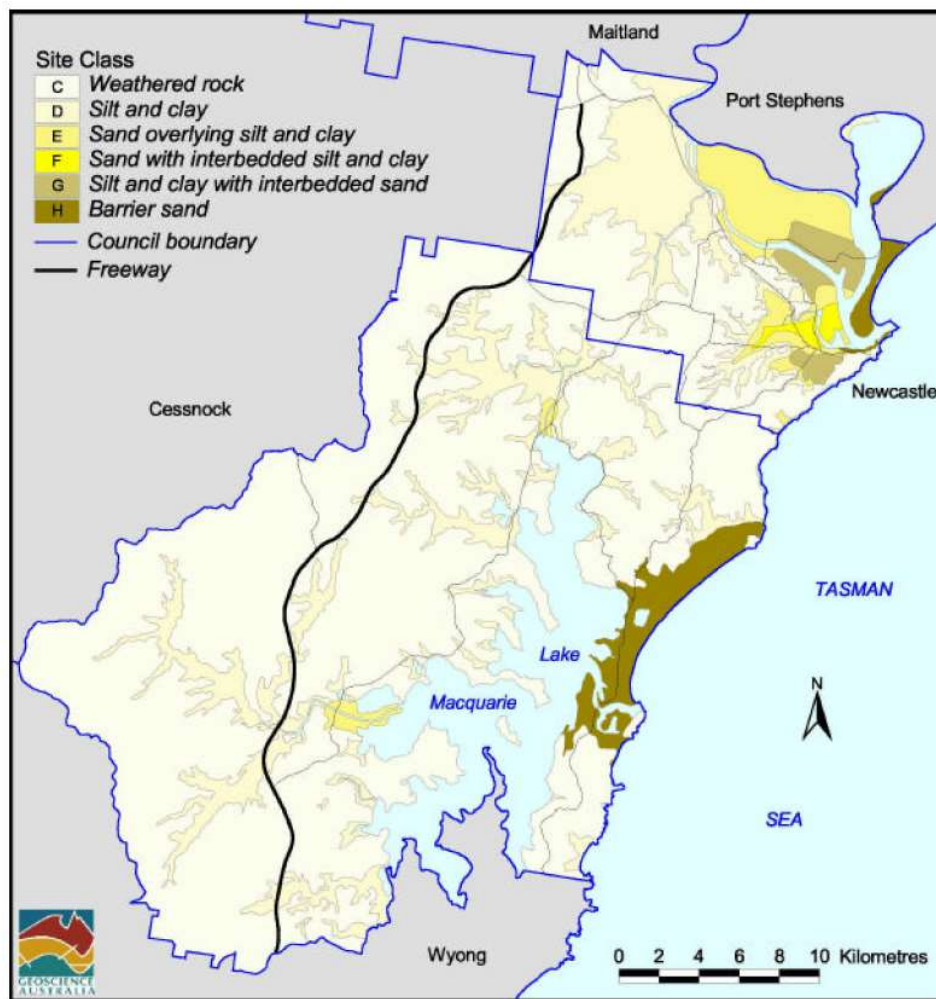 Maitland
Site Class
C Weathered rock
D Silt and clay
E Sand overlying silt and clay
F Sand with interbedded silt and clay
G Silt and clay with interbedded sand
H Barrier sand
Council boundary
Freeway
Port Stephens
Newcastle
Cessnock
TASMAN
Lake
Macquarie
N
SEA
Wyong
0 2 4 6 8 10 Kilometres
GEOSCIENCE
AUSTRALIA